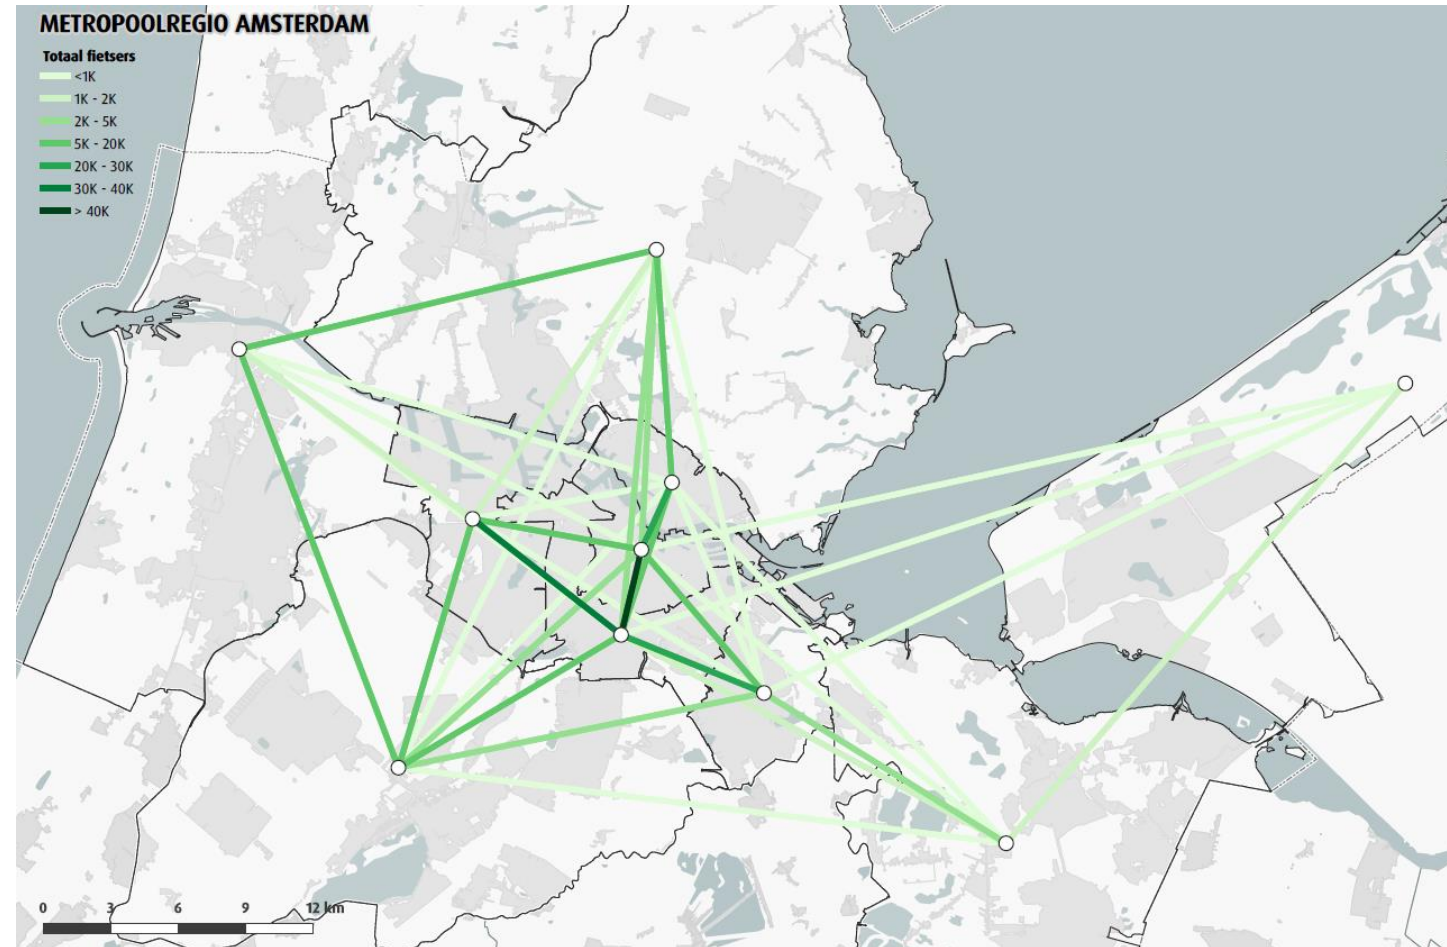 METROPOOLREGIO AMSTERDAM
Totaal fietsers
<1K
1K - 2K
2K - 5K
5K - 20K
20K - 30K
30K - 40K
> 40K
0 3 6 9 12 km